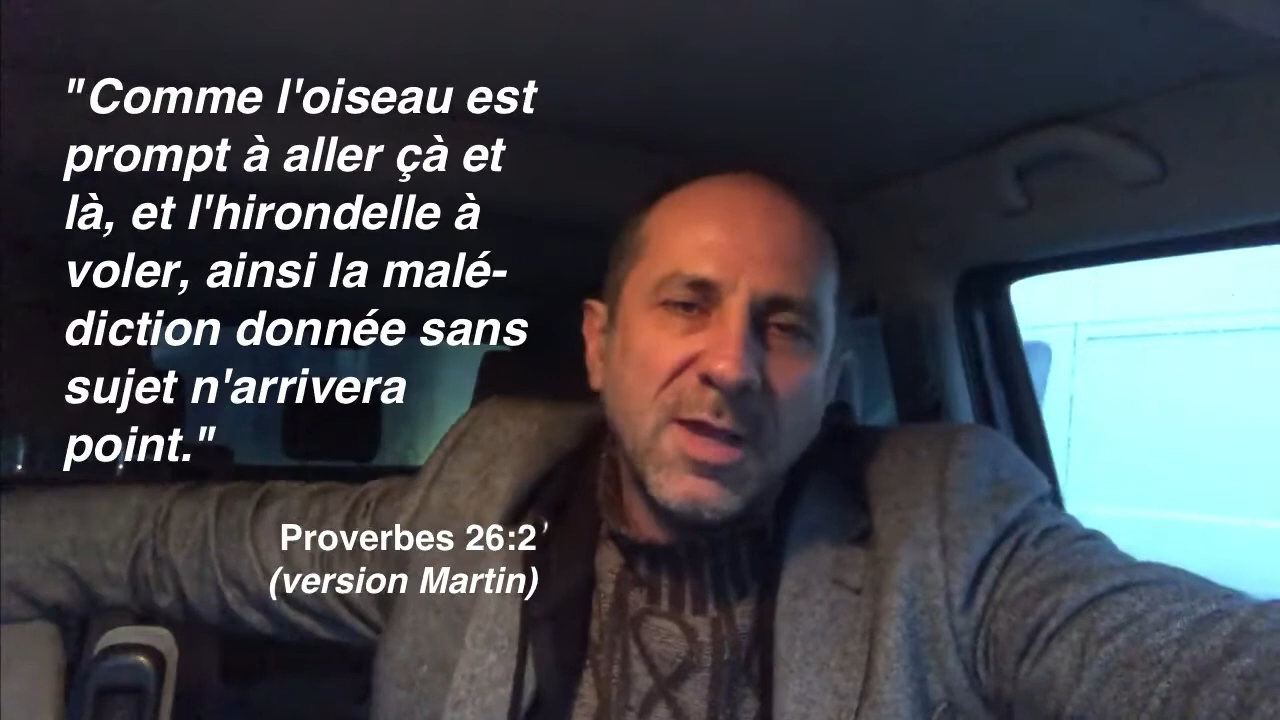 "Comme l'oiseau est
prompt à aller çà et
là, et l'hirondelle à
voler, ainsi la malé-
diction donnée sans
sujet n'arrivera
point."
Proverbes 26:2
(version Martin)